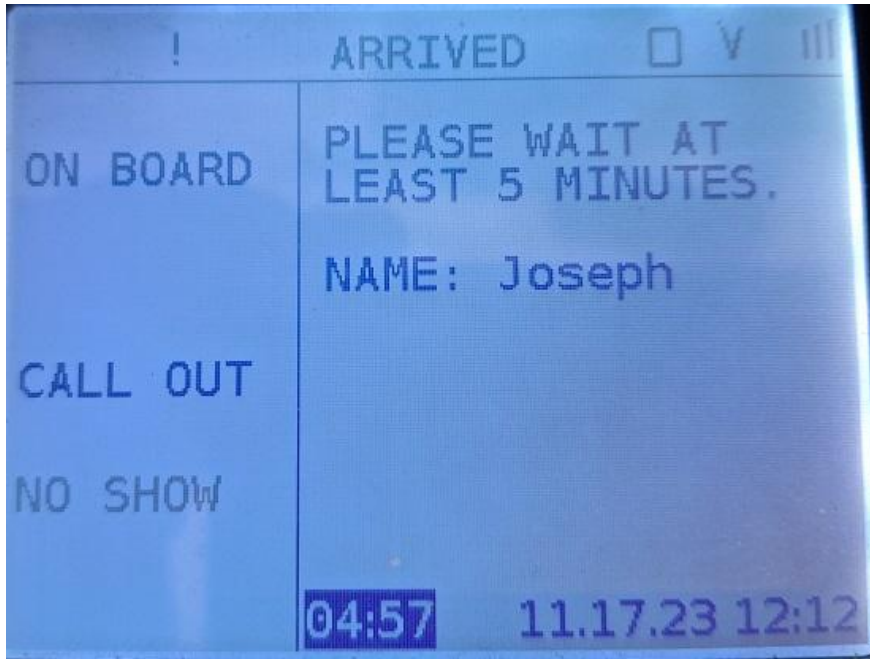 ! ARRIVED V
ON BOARD
PLEASE WAIT AT
LEAST 5 MINUTES.
NAME: Joseph
CALL OUT
NO SHOW
04:57 11.17.23 12:12